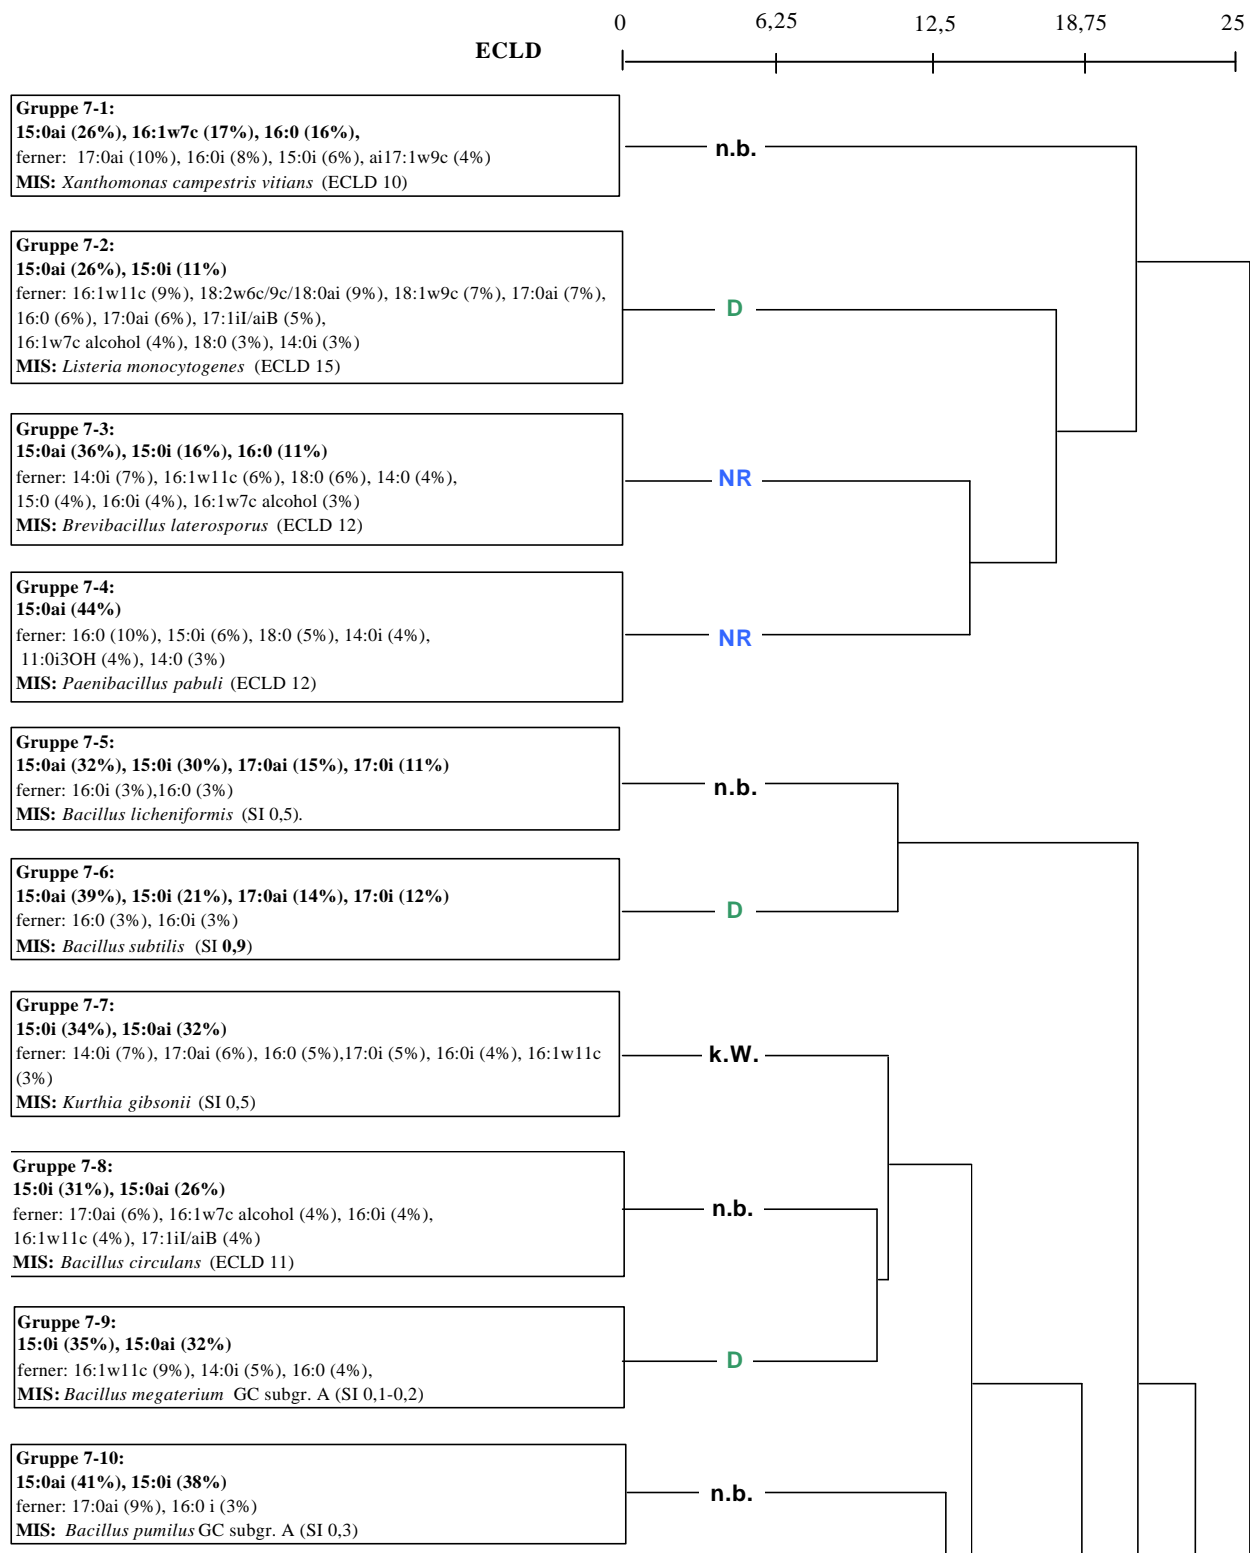 0 6,25 12,5 18,75 25
ECLD
Gruppe 7-1:
15:0ai (26%), 16:1w7c (17%), 16:0 (16%),
ferner: 17:0ai (10%), 16:0i (8%), 15:0i (6%), ai17:1w9c (4%)
MIS: Xanthomonas campestris vitians (ECLD 10)
n.b.
Gruppe 7-2:
15:0ai (26%), 15:0i (11%)
ferner: 16:1w11c (9%), 18:2w6c/9c/18:0ai (9%), 18:1w9c (7%), 17:0ai (7%),
16:0 (6%), 17:0ai (6%), 17:1iI/aiB (5%),
16:1w7c alcohol (4%), 18:0 (3%), 14:0i (3%)
MIS: Listeria monocytogenes (ECLD 15)
D
Gruppe 7-3:
15:0ai (36%), 15:0i (16%), 16:0 (11%)
ferner: 14:0i (7%), 16:1w11c (6%), 18:0 (6%), 14:0 (4%),
15:0 (4%), 16:0i (4%), 16:1w7c alcohol (3%)
MIS: Brevibacillus laterosporus (ECLD 12)
NR
Gruppe 7-4:
15:0ai (44%)
ferner: 16:0 (10%), 15:0i (6%), 18:0 (5%), 14:0i (4%),
11:0i3OH (4%), 14:0 (3%)
MIS: Paenibacillus pabuli (ECLD 12)
NR
Gruppe 7-5:
15:0ai (32%), 15:0i (30%), 17:0ai (15%), 17:0i (11%)
ferner: 16:0i (3%),16:0 (3%)
MIS: Bacillus licheniformis (SI 0,5).
n.b.
Gruppe 7-6:
15:0ai (39%), 15:0i (21%), 17:0ai (14%), 17:0i (12%)
ferner: 16:0 (3%), 16:0i (3%)
MIS: Bacillus subtilis (SI 0,9)
D
Gruppe 7-7:
15:0i (34%), 15:0ai (32%)
ferner: 14:0i (7%), 17:0ai (6%), 16:0 (5%),17:0i (5%), 16:0i (4%), 16:1w11c
(3%)
MIS: Kurthia gibsonii (SI 0,5)
k.W.
Gruppe 7-8:
15:0i (31%), 15:0ai (26%)
ferner: 17:0ai (6%), 16:1w7c alcohol (4%), 16:0i (4%),
16:1w11c (4%), 17:1iI/aiB (4%)
MIS: Bacillus circulans (ECLD 11)
n.b.
Gruppe 7-9:
15:0i (35%), 15:0ai (32%)
ferner: 16:1w11c (9%), 14:0i (5%), 16:0 (4%),
MIS: Bacillus megaterium GC subgr. A (SI 0,1-0,2)
D
Gruppe 7-10:
15:0ai (41%), 15:0i (38%)
ferner: 17:0ai (9%), 16:0 i (3%)
MIS: Bacillus pumilus GC subgr. A (SI 0,3)
n.b.